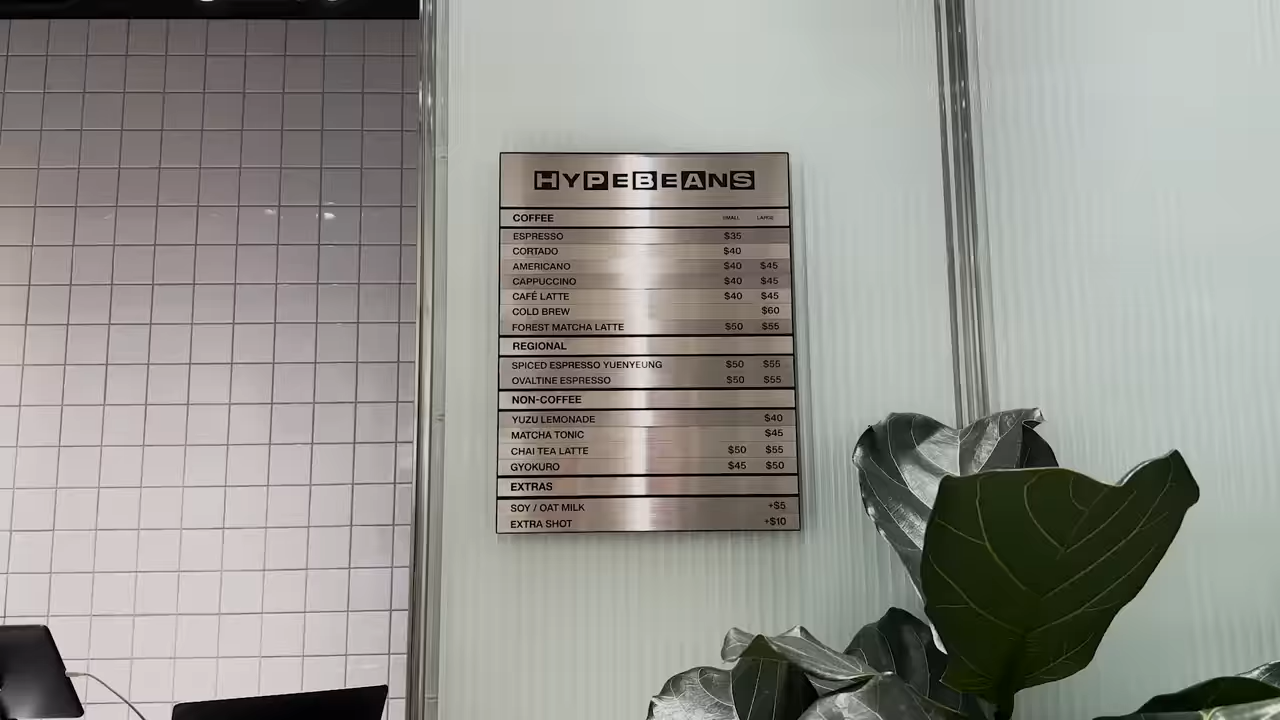 HYPEBEANS
COFFEE SMALL LARGE
ESPRESSO $35
CORTADO $40
AMERICANO $40 $45
CAPPUCCINO $40 $45
CAFÉ LATTE $40 $45
COLD BREW $60
FOREST MATCHA LATTE $50 $55
REGIONAL
SPICED ESPRESSO YUENYEUNG $50 $55
OVALTINE ESPRESSO $50 $55
NON-COFFEE
YUZU LEMONADE $40
MATCHA TONIC $45
CHAI TEA LATTE $50 $55
GYOKURO $45 $50
EXTRAS
SOY / OAT MILK +$5
EXTRA SHOT +$10